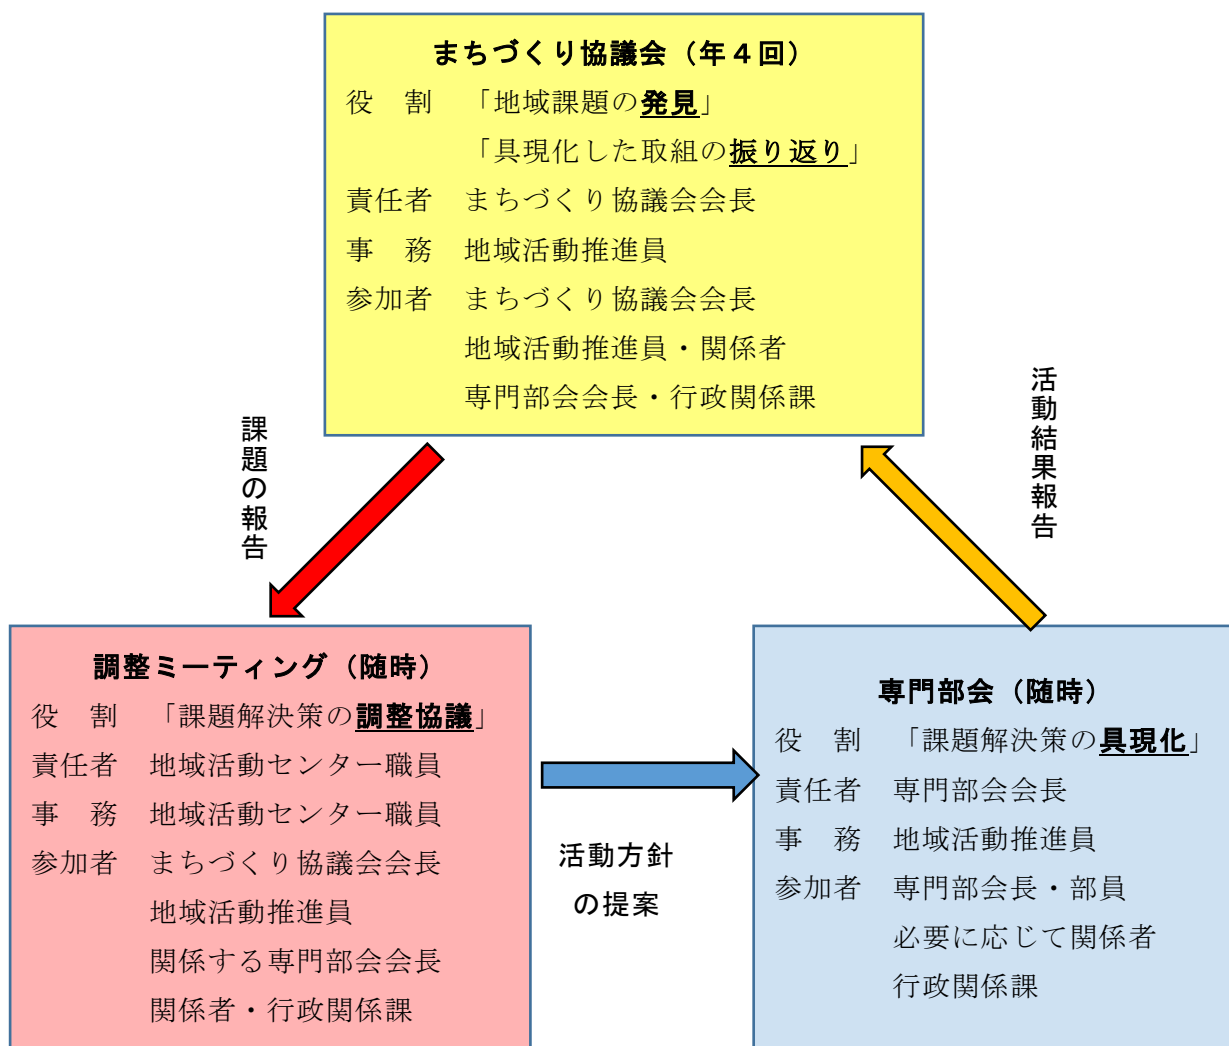 まちづくり協議会（年４回）
役　割　「地域課題の発見」
「具現化した取組の振り返り」
責任者　まちづくり協議会会長
事　務　地域活動推進員
参加者　まちづくり協議会会長
地域活動推進員・関係者
専門部会会長・行政関係課
課題の報告
活動結果報告
調整ミーティング（随時）
役　割　「課題解決策の調整協議」
責任者　地域活動センター職員
事　務　地域活動センター職員
参加者　まちづくり協議会会長
地域活動推進員
関係する専門部会会長
関係者・行政関係課
活動方針
の提案
専門部会（随時）
役　割　「課題解決策の具現化」
責任者　専門部会会長
事　務　地域活動推進員
参加者　専門部会長・部員
必要に応じて関係者
行政関係課